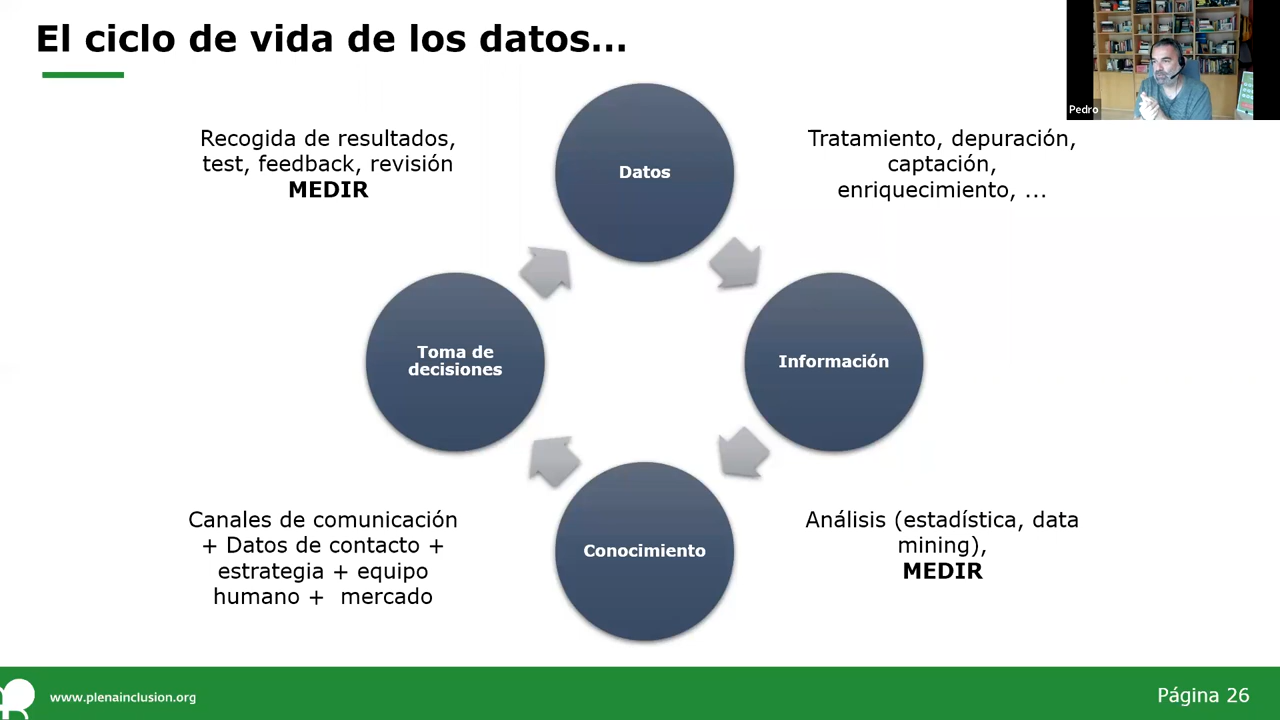 El ciclo de vida de los datos...
Pedro
Recogida de resultados,
test, feedback, revisión
MEDIR
Datos
Tratamiento, depuración,
captación,
enriquecimiento, ...
Toma de
decisiones
Información
Canales de comunicación
+ Datos de contacto +
estrategia + equipo
humano + mercado
Conocimiento
Análisis (estadística, data
mining),
MEDIR
www.plenainclusion.org
Página 26